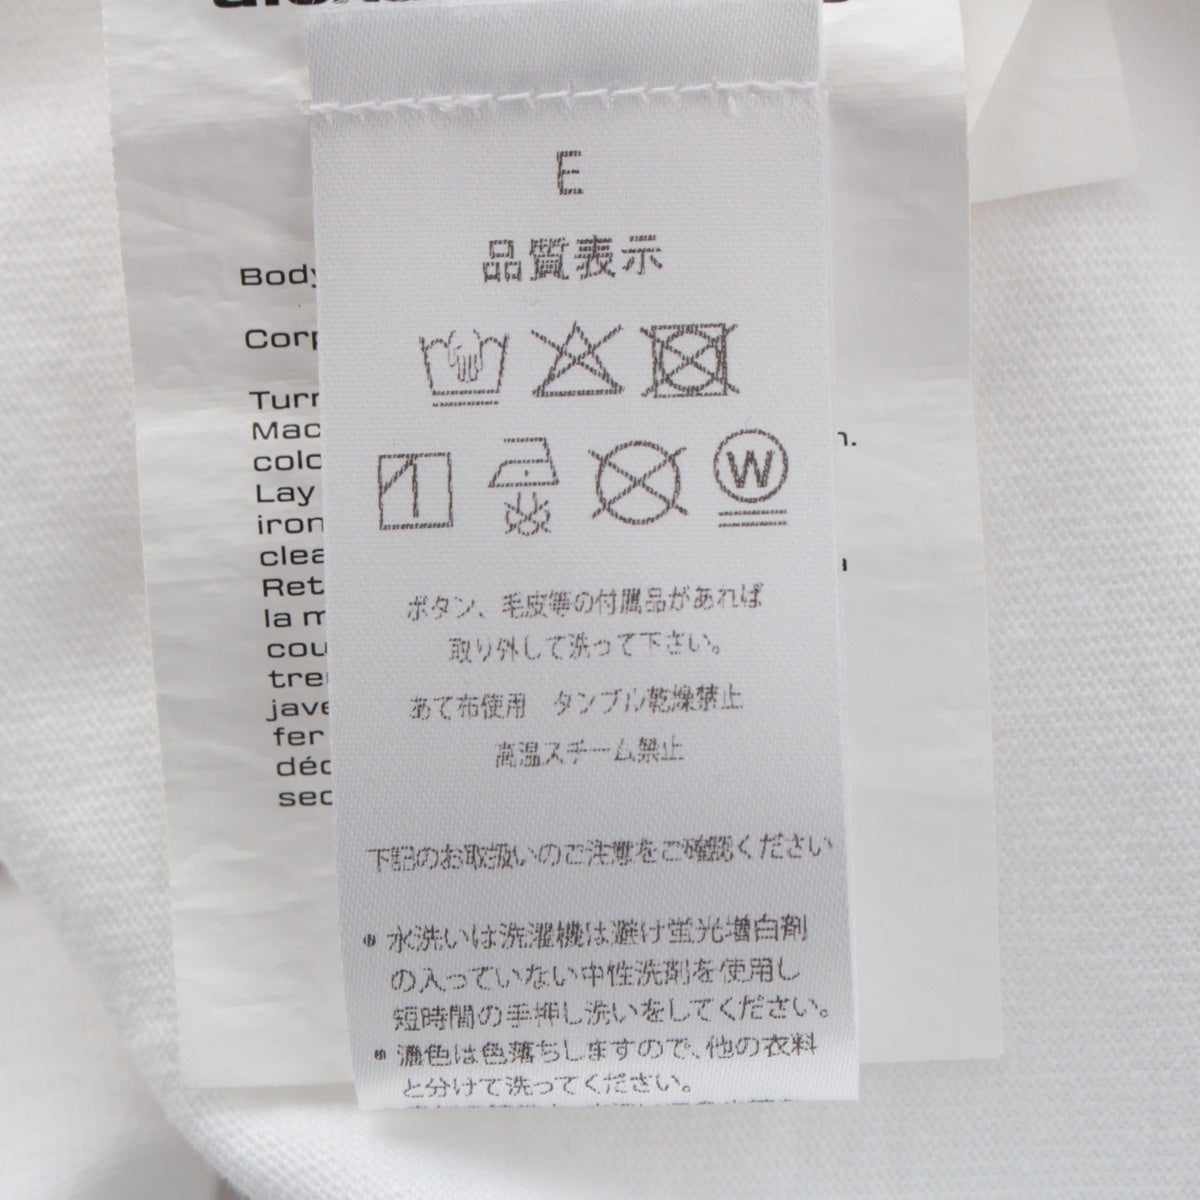 E
品質表示
W
ボタン、毛皮等の付属品があれば
取り外して洗って下さい。
あて布使用　タンブル乾燥禁止
高温スチーム禁止
下記のお取扱いのご注意をご確認ください
水洗いは洗濯機は避け蛍光増白剤
の入っていない中性洗剤を使用し
短時間の手押し洗いをしてください。
濃色は色落ちしますので、他の衣料
と分けて洗ってください。
Body
Corp
Turn
Mac
colo
Lay
iron
clea
Ret
la m
cou
fer
sec